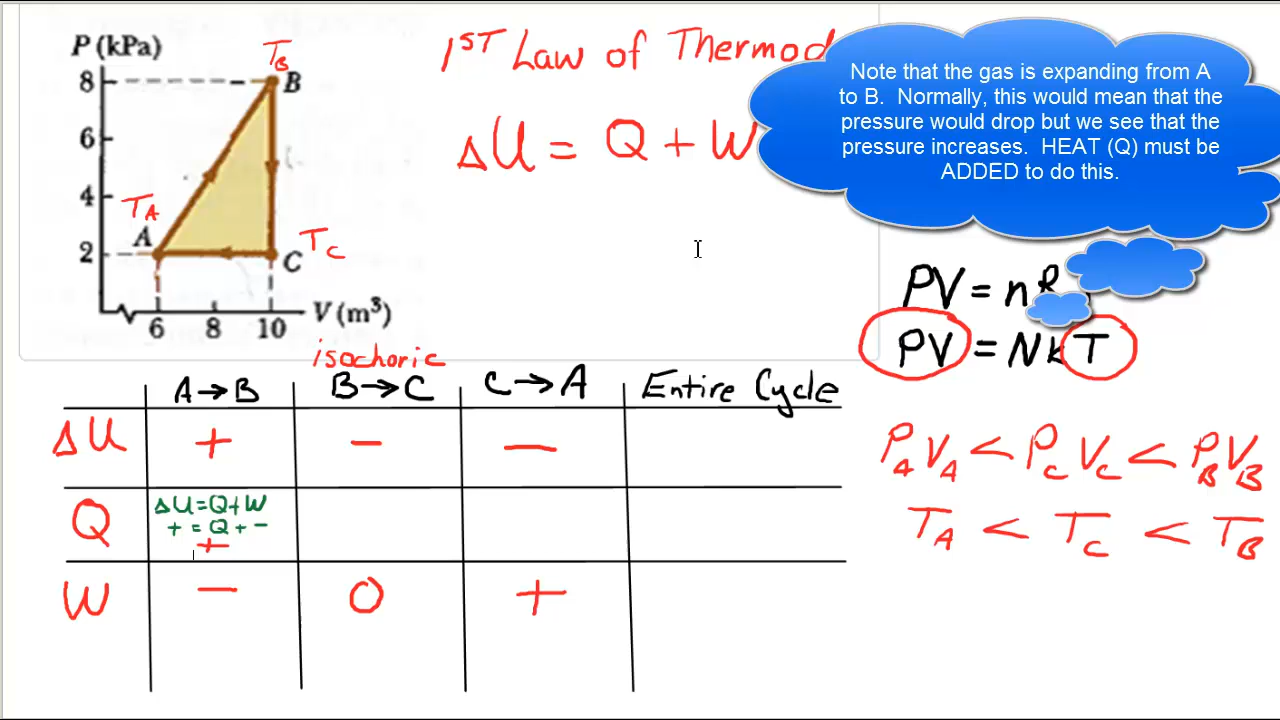 P (kPa)
8
6
4
2
6 8 10 V (m³)
T_B
B
T_A
A
C
T_C
1ST Law of Thermod
ΔU = Q + W
Note that the gas is expanding from A
to B. Normally, this would mean that the
pressure would drop but we see that the
pressure increases. HEAT (Q) must be
ADDED to do this.
PV = nR
PV = NkT
isochoric
A→B B→C C→A Entire Cycle
ΔU + - -
Q
ΔU=Q+W
+ = Q + -
+
W - 0 +
P_A V_A < P_C V_C < P_B V_B
T_A < T_C < T_B